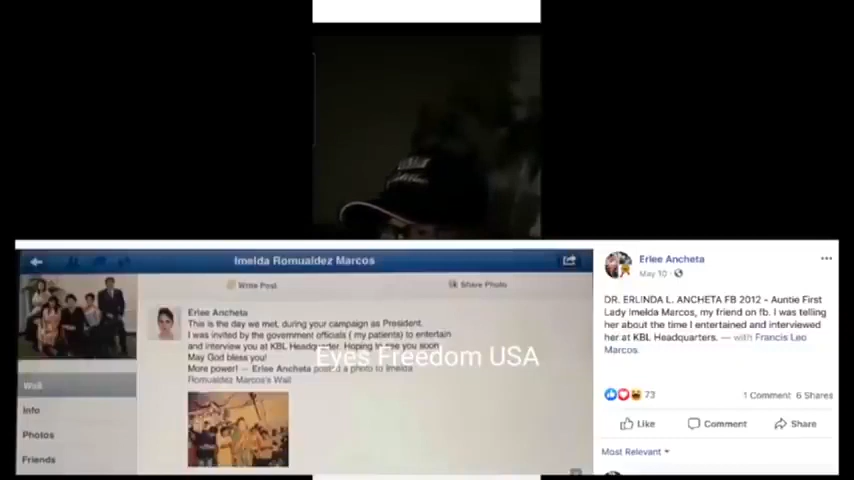 Imelda Romualdez Marcos
Write Post
Share Photo
Erlee Ancheta
This is the day we met, during your campaign as President.
I was invited by the government officials ( my patients) to entertain
and interview you at KBL Headquarter. Hoping to see you soon
May God bless you!
More power! — Erlee Ancheta posted a photo to Imelda
Romualdez Marcos's Wall
Wall
Info
Photos
Friends
Eyes Freedom USA
Erlee Ancheta
May 10
DR. ERLINDA L. ANCHETA FB 2012 - Auntie First
Lady Imelda Marcos, my friend on fb. I was telling
her about the time I entertained and interviewed
her at KBL Headquarters. — with Francis Leo
Marcos.
73
1 Comment 6 Shares
Like
Comment
Share
Most Relevant